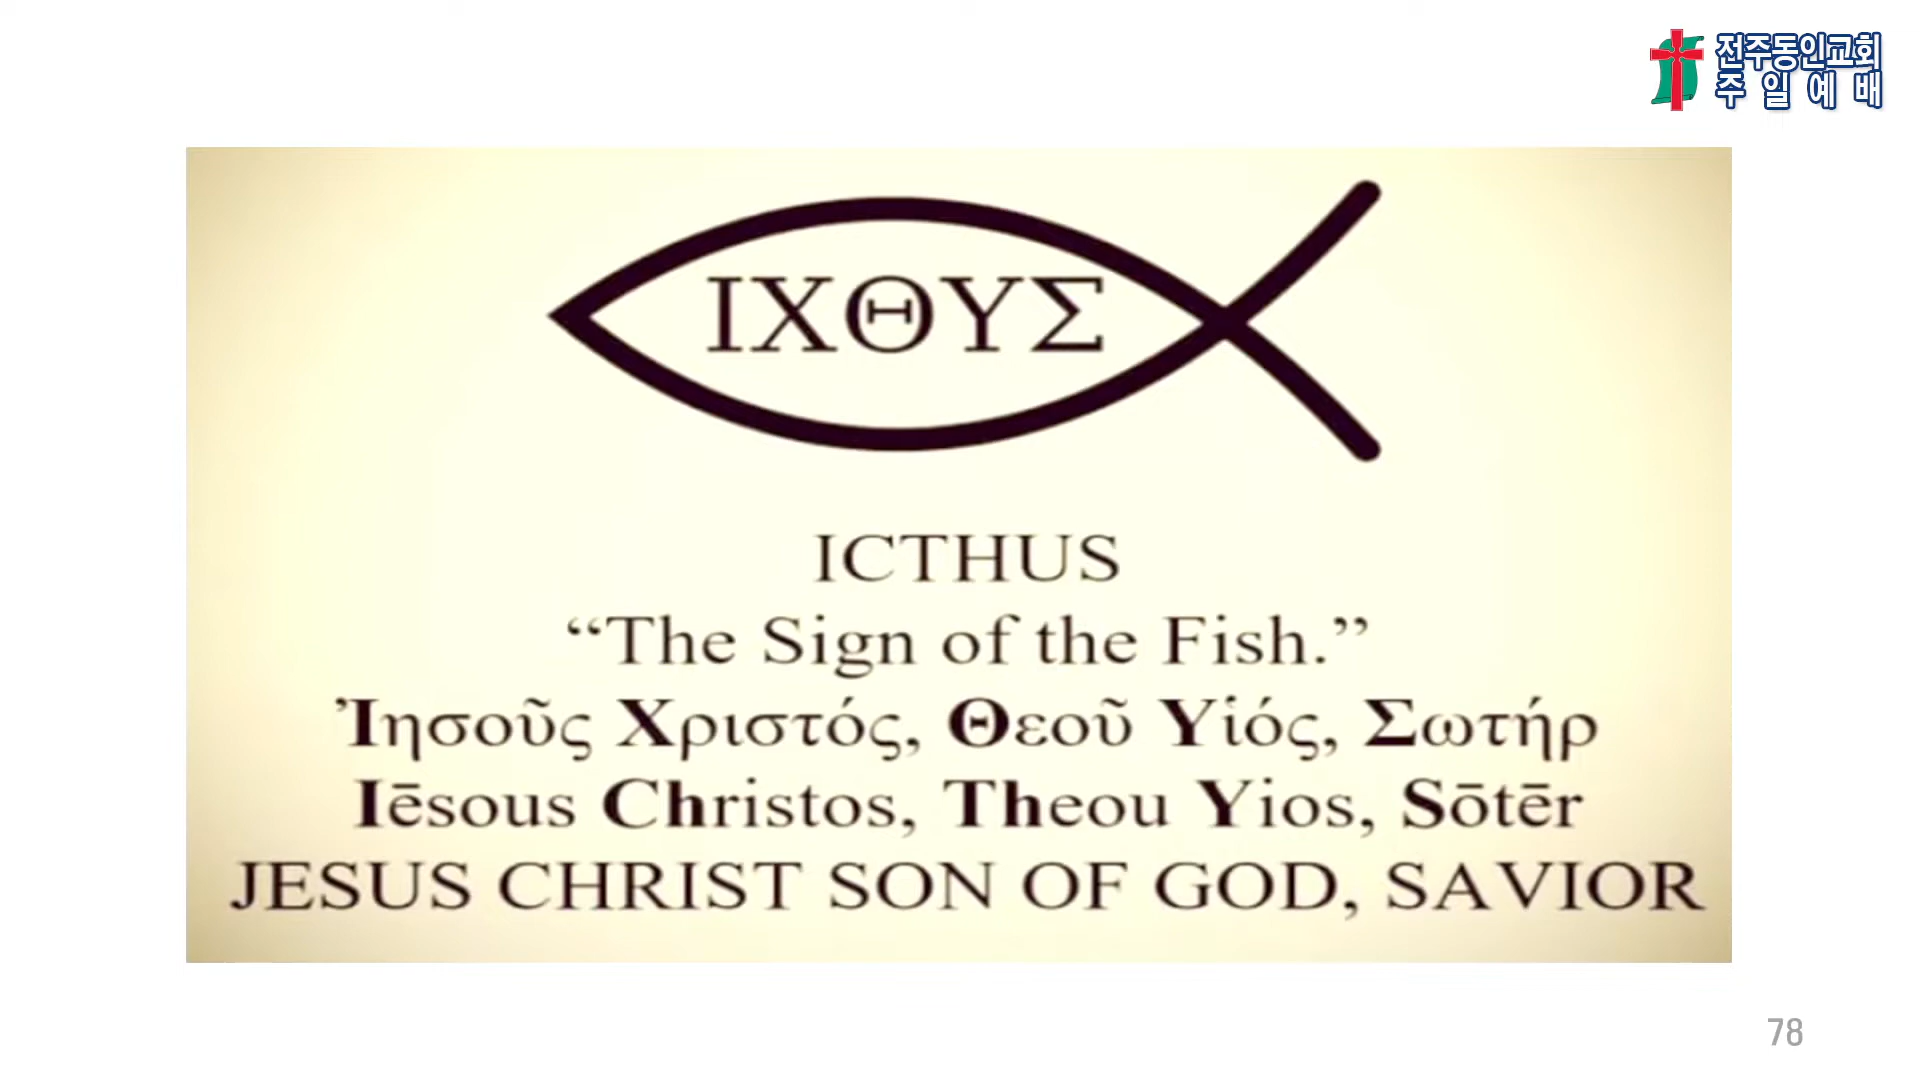 전주동인교회
주일예배
ΙΧΘΥΣ
ICTHUS
“The Sign of the Fish.”
Ἰησοῦς Χριστός, Θεοῦ Υἱός, Σωτήρ
Iēsous Christos, Theou Yios, Sōtēr
JESUS CHRIST SON OF GOD, SAVIOR
78